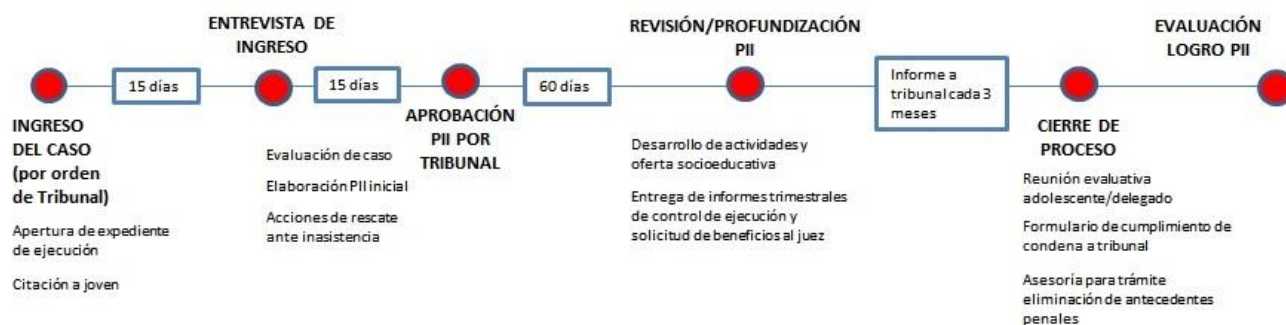 INGRESO
DEL CASO
(por orden
de Tribunal)
Apertura de expediente
de ejecución
Citación a joven
15 días
ENTREVISTA DE
INGRESO
Evaluación de caso
Elaboración PII inicial
Acciones de rescate
ante inasistencia
15 días
APROBACIÓN
PII POR
TRIBUNAL
60 días
REVISIÓN/PROFUNDIZACIÓN
PII
Desarrollo de actividades y
oferta socioeducativa
Entrega de informes trimestrales
de control de ejecución y
solicitud de beneficios al juez
Informe a
tribunal cada 3
meses
CIERRE DE
PROCESO
Reunión evaluativa
adolescente/delegado
Formulario de cumplimiento de
condena a tribunal
Asesoría para trámite
eliminación de antecedentes
penales
EVALUACIÓN
LOGRO PII